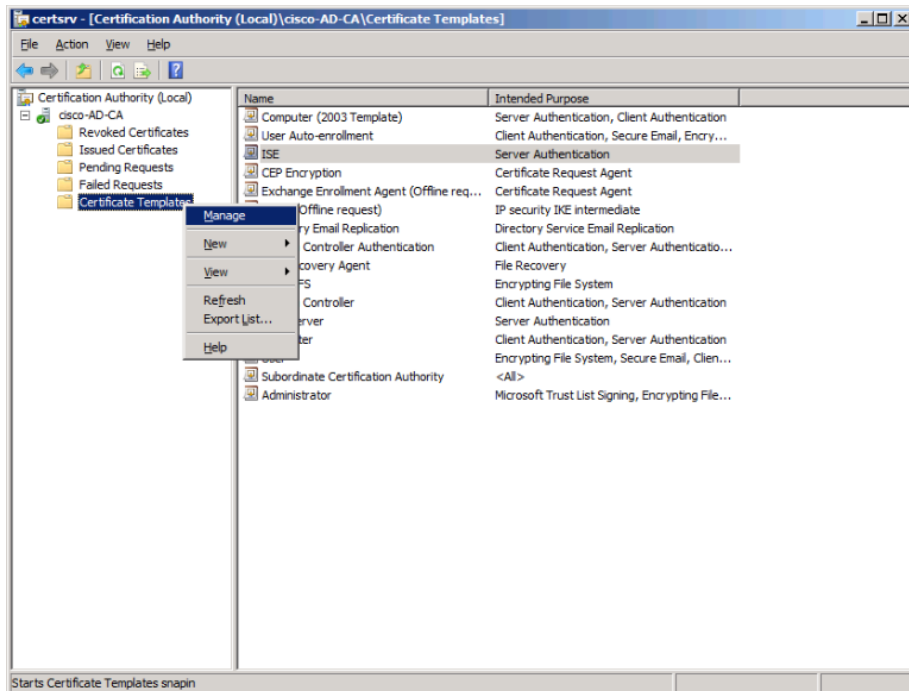 certsrv - [Certification Authority (Local)\cisco-AD-CA\Certificate Templates]
File Action View Help
Certification Authority (Local)
cisco-AD-CA
Revoked Certificates
Issued Certificates
Pending Requests
Failed Requests
Certificate Templates
Manage
New
View
Refresh
Export List...
Help
Name Intended Purpose
Computer (2003 Template) Server Authentication, Client Authentication
User Auto-enrollment Client Authentication, Secure Email, Encry...
ISE Server Authentication
CEP Encryption Certificate Request Agent
Exchange Enrollment Agent (Offline req... Certificate Request Agent
Offline request) IP security IKE intermediate
Email Replication Directory Service Email Replication
Controller Authentication Client Authentication, Server Authenticatio...
Agent File Recovery
Encrypting File System
Controller Client Authentication, Server Authentication
Server Authentication
Client Authentication, Server Authentication
Encrypting File System, Secure Email, Clien...
Subordinate Certification Authority <All>
Administrator Microsoft Trust List Signing, Encrypting File...
Starts Certificate Templates snapin